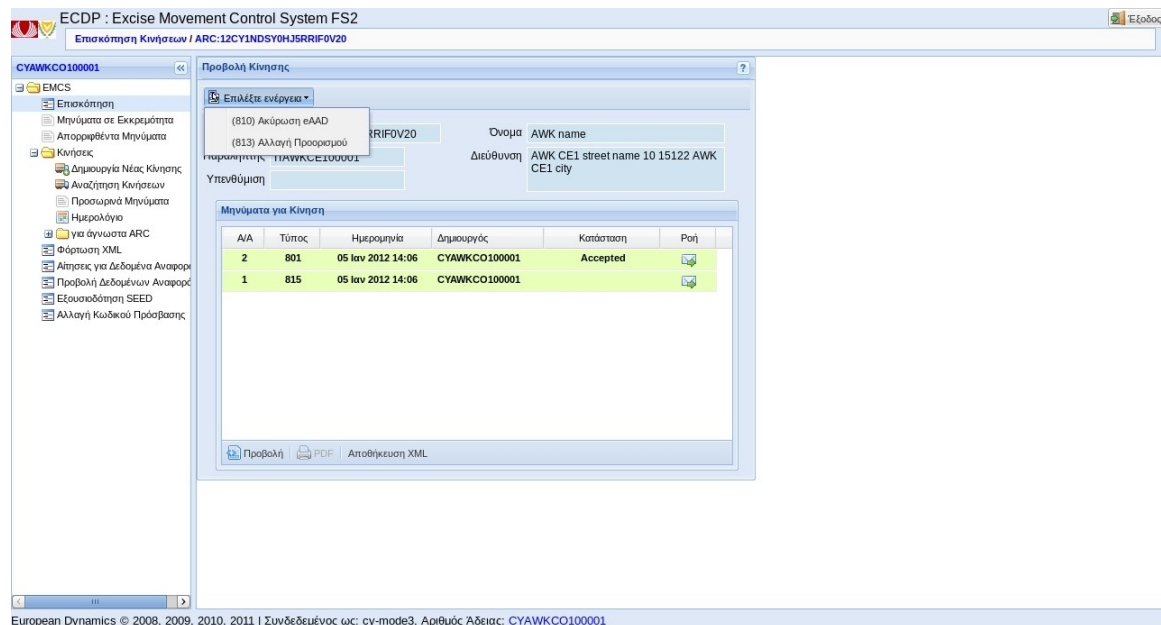 ECDP : Excise Movement Control System FS2
Έξοδος
Επισκόπηση Κινήσεων / ARC:12CY1NDSY0HJ5RRIF0V20
CYAWKCO100001
EMCS
Επισκόπηση
Μηνύματα σε Εκκρεμότητα
Απορριφθέντα Μηνύματα
Κινήσεις
Δημιουργία Νέας Κίνησης
Αναζήτηση Κινήσεων
Προσωρινά Μηνύματα
Ημερολόγιο
για άγνωστα ARC
Φόρτωση XML
Αίτησεις για Δεδομένα Αναφορ
Προβολή Δεδομένων Αναφορ
Εξουσιοδότηση SEED
Αλλαγή Κωδικού Πρόσβασης
Προβολή Κίνησης
Επιλέξτε ενέργεια
(810) Ακύρωση eAAD
(813) Αλλαγή Προορισμού
RRIF0V20
Όνομα AWK name
Παραλήπτης ITAWKCE100001
Διεύθυνση AWK CE1 street name 10 15122 AWK
CE1 city
Υπενθύμιση
Μηνύματα για Κίνηση
Α/Α Τύπος Ημερομηνία Δημιουργός Κατάσταση Ροή
2 801 05 Ιαν 2012 14:06 CYAWKCO100001 Accepted
1 815 05 Ιαν 2012 14:06 CYAWKCO100001
Προβολή PDF Αποθήκευση XML
European Dynamics © 2008, 2009, 2010, 2011 | Συνδεδεμένος ως: cy-mode3, Αριθμός Άδειας: CYAWKCO100001